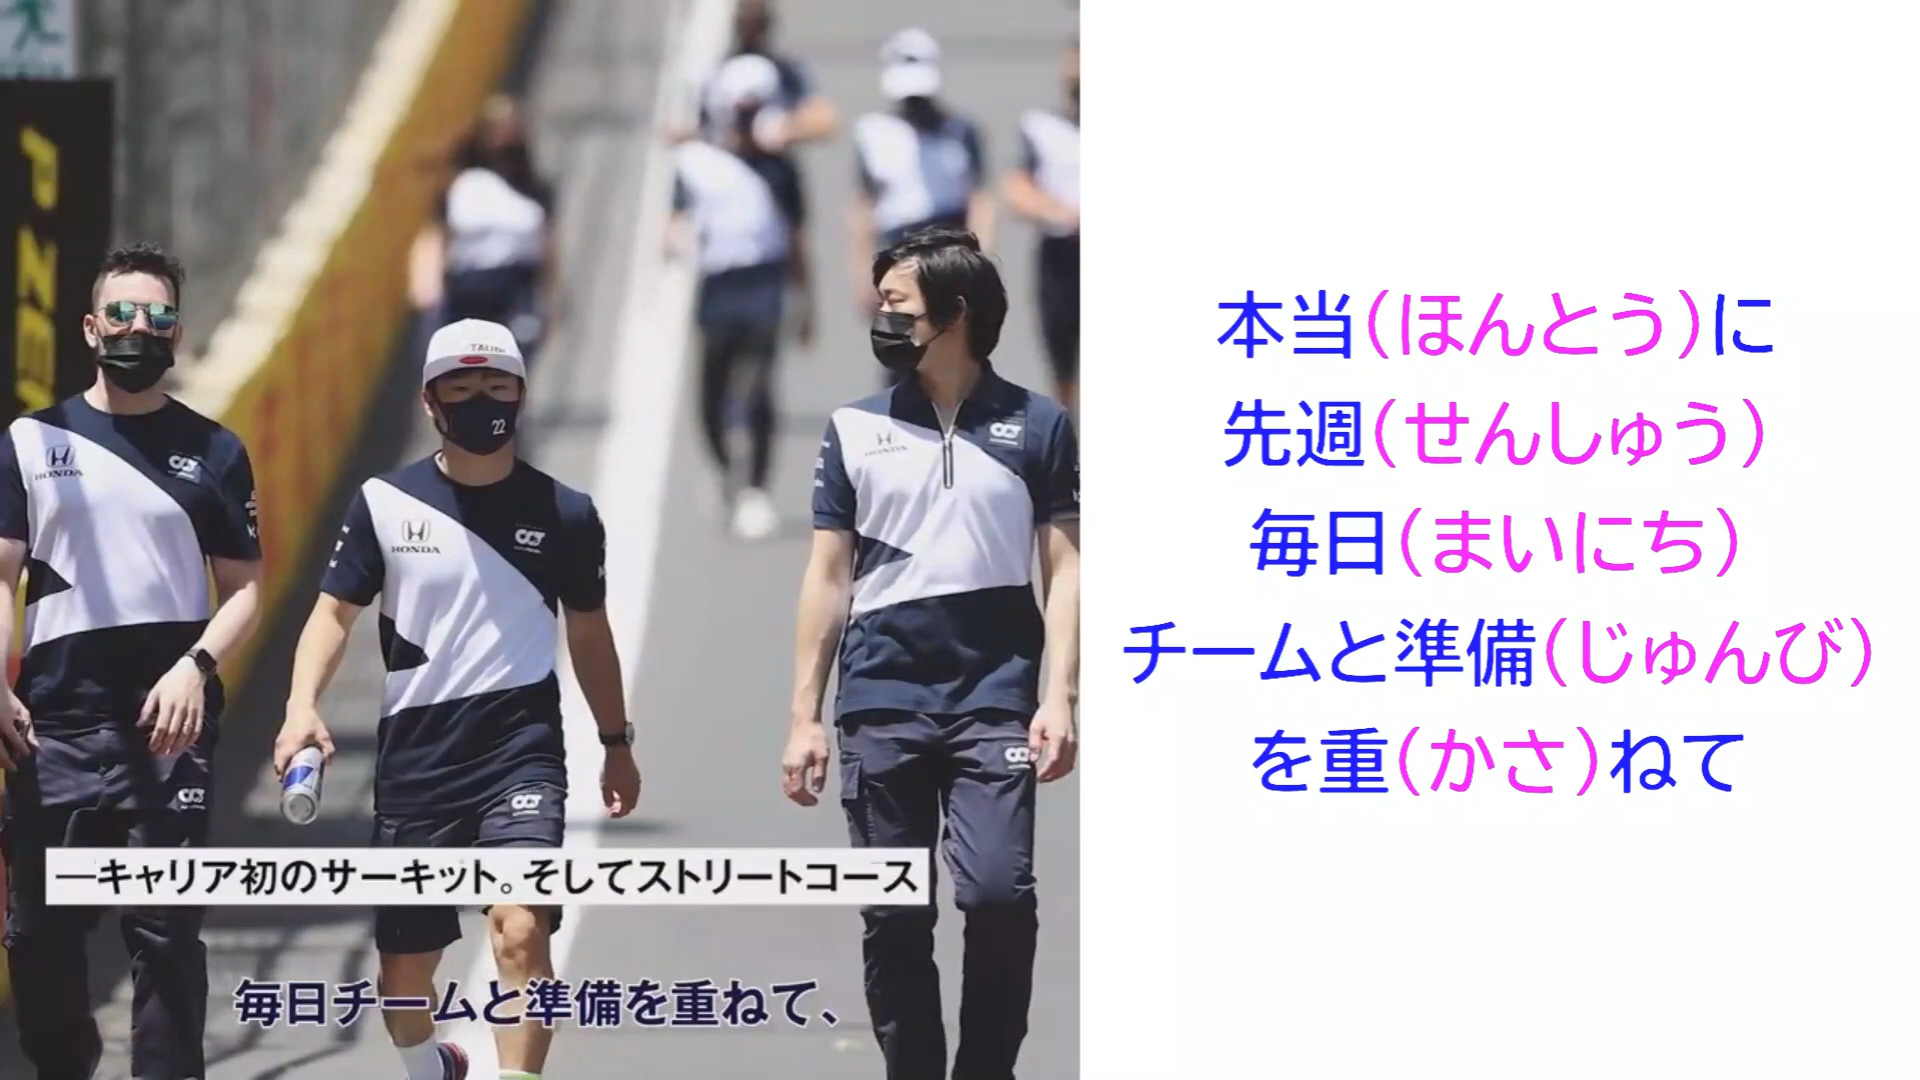 P ZE
TAURI
22
HONDA
HONDA
HONDA
―キャリア初のサーキット。そしてストリートコース
毎日チームと準備を重ねて、
本当(ほんとう)に
先週(せんしゅう)
毎日(まいにち)
チームと準備(じゅんび)
を重(かさ)ねて